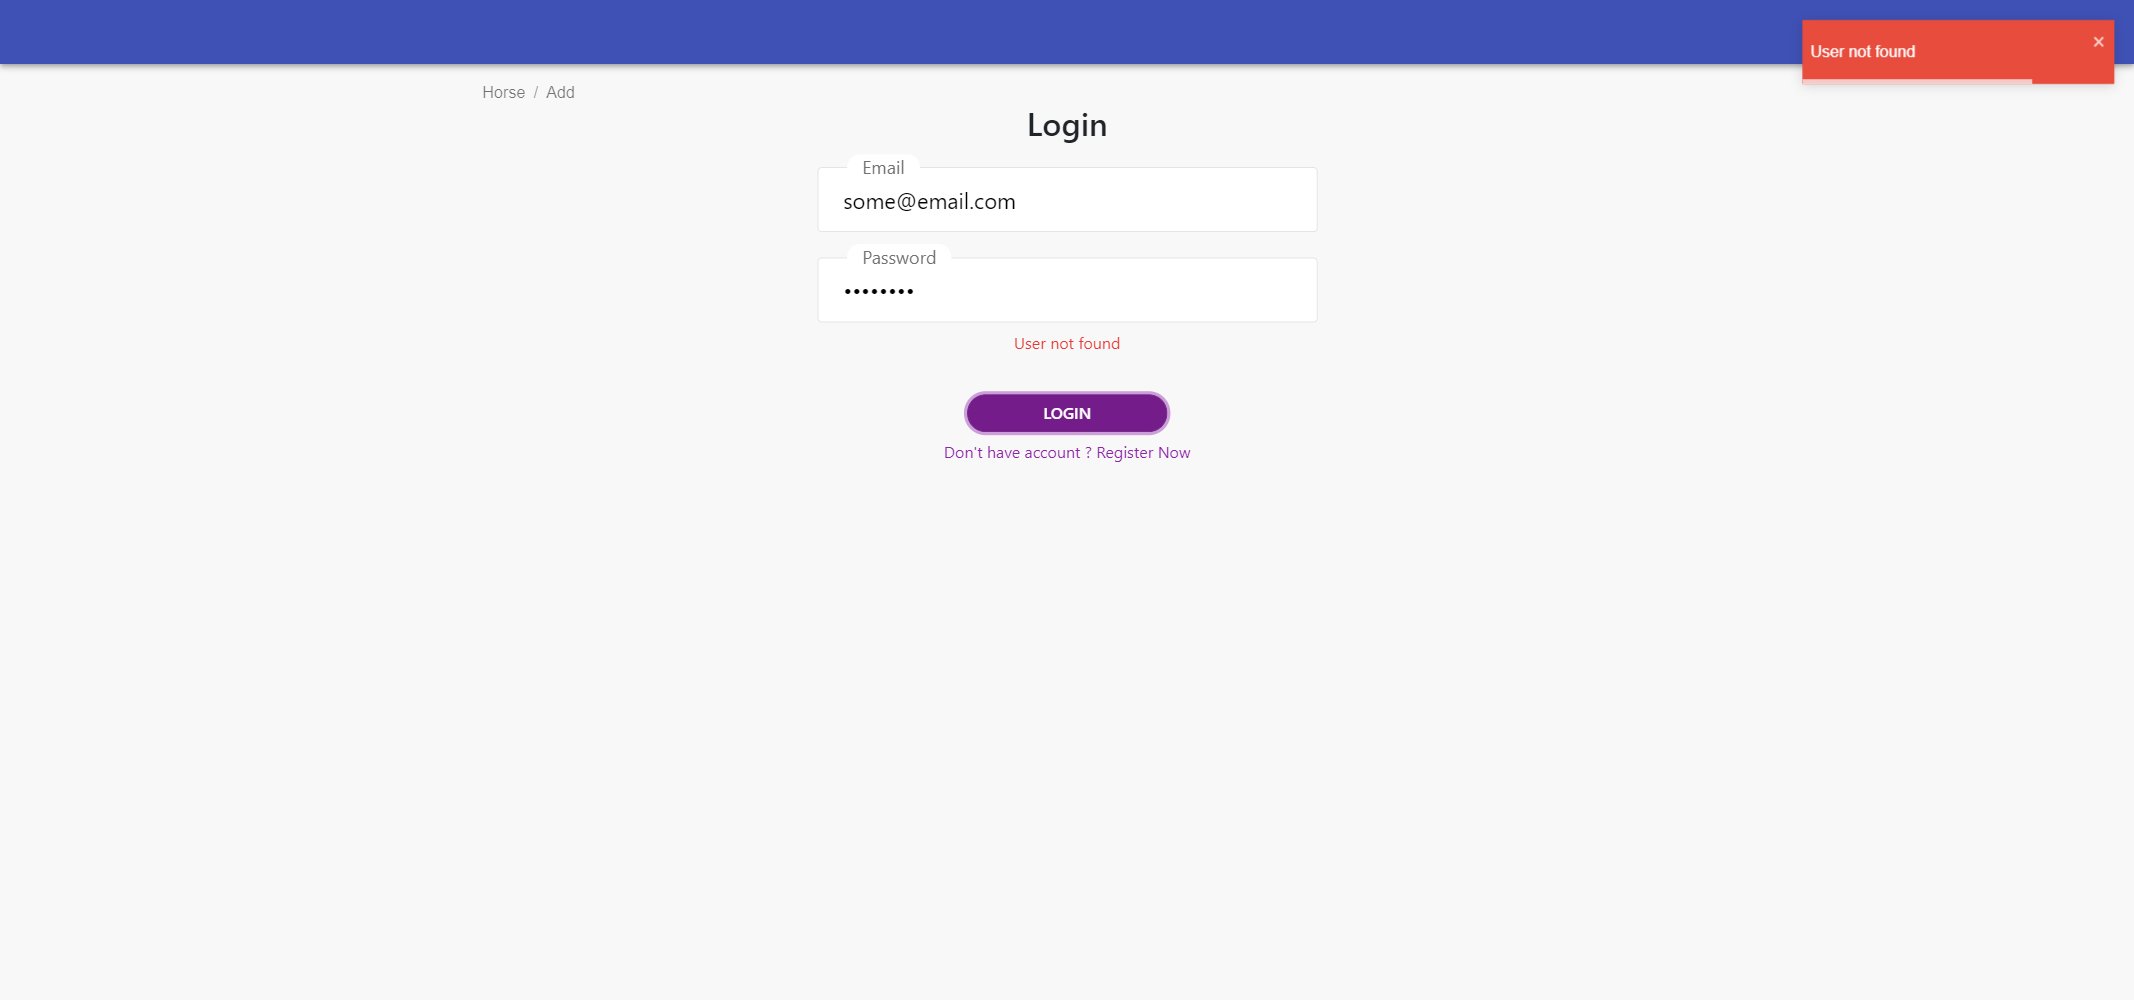 User not found ×
Horse / Add
Login
Email
some@email.com
Password
••••••••
User not found
LOGIN
Don't have account ? Register Now